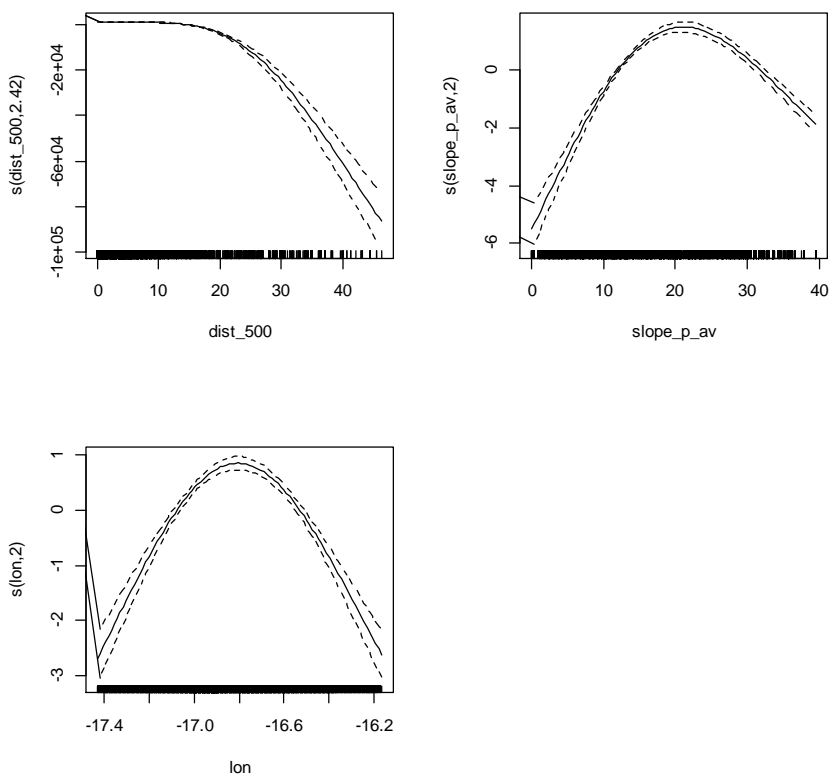 s(dist_500,2.42)
2e+04
-6e+04
-1e+05
0 10 20 30 40
dist_500
s(slope_p_av,2)
0
-2
-4
-6
0 10 20 30 40
slope_p_av
s(lon,2)
1
0
1
-2
-3
-17.4 -17.0 -16.6 -16.2
lon